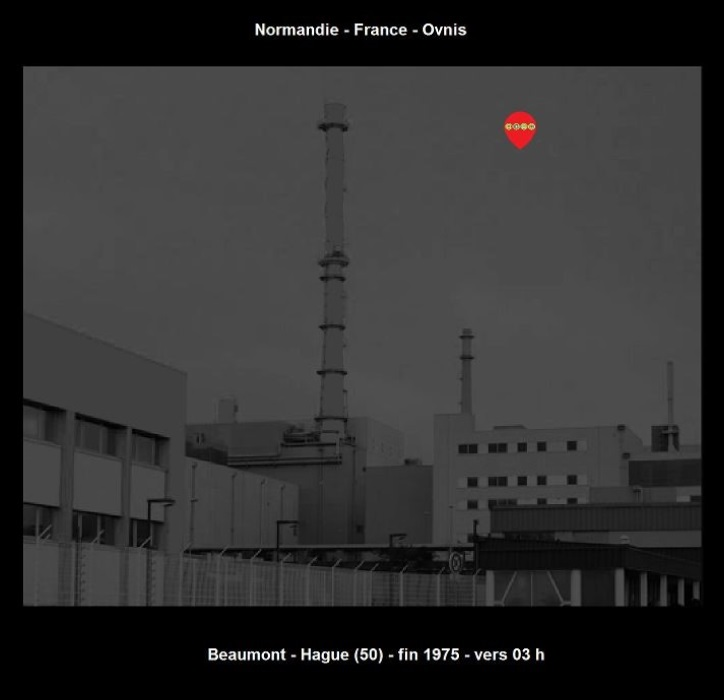 Normandie - France - Ovnis
Beaumont - Hague (50) - fin 1975 - vers 03 h